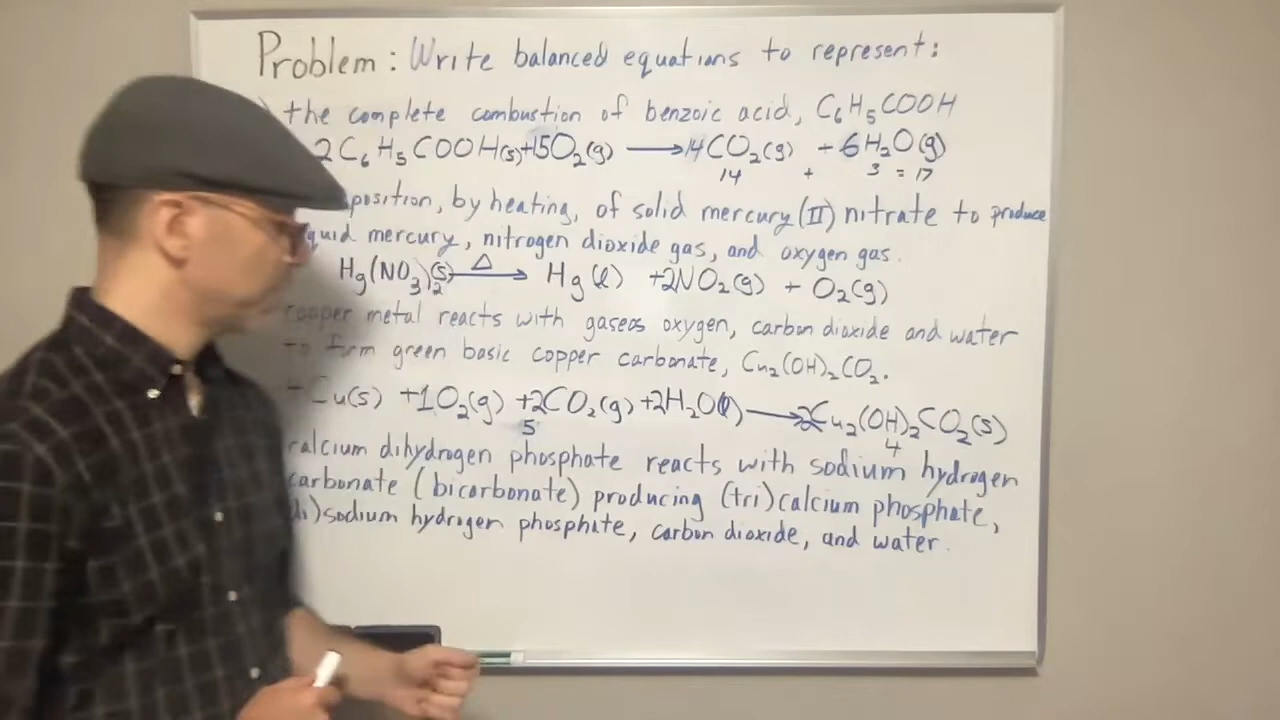 Problem: Write balanced equations to represent:
) the complete combustion of benzoic acid, C₆H₅COOH
2C₆H₅COOH(s)+15O₂(g) ⟶ 14CO₂(g) + 6H₂O(g)
14 + 3 = 17
position, by heating, of solid mercury (II) nitrate to produce
quid mercury, nitrogen dioxide gas, and oxygen gas.
Hg(NO₃)₂(s) —Δ→ Hg(l) +2NO₂(g) + O₂(g)
copper metal reacts with gaseos oxygen, carbon dioxide and water
to form green basic copper carbonate, Cu₂(OH)₂CO₂.
Cu(s) +1O₂(g) +2CO₂(g) +2H₂O(l) ⟶ 2Cu₂(OH)₂CO₂(s)
5 4
calcium dihydrogen phosphate reacts with sodium hydrogen
carbonate (bicarbonate) producing (tri)calcium phosphate,
di)sodium hydrogen phosphate, carbon dioxide, and water.